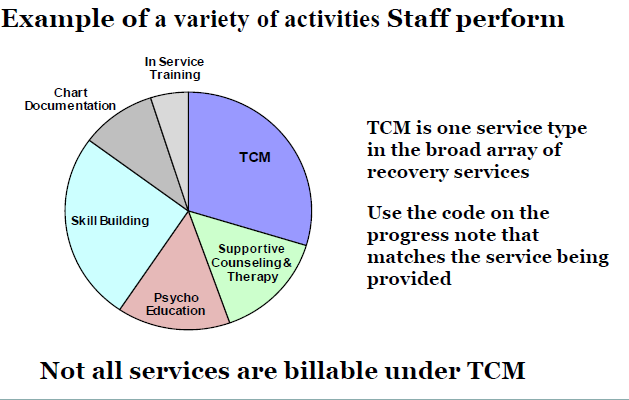 Example of a variety of activities Staff perform
In Service
Training
Chart
Documentation
TCM
Skill Building
Supportive
Counseling &
Therapy
Psycho
Education
TCM is one service type
in the broad array of
recovery services
Use the code on the
progress note that
matches the service being
provided
Not all services are billable under TCM